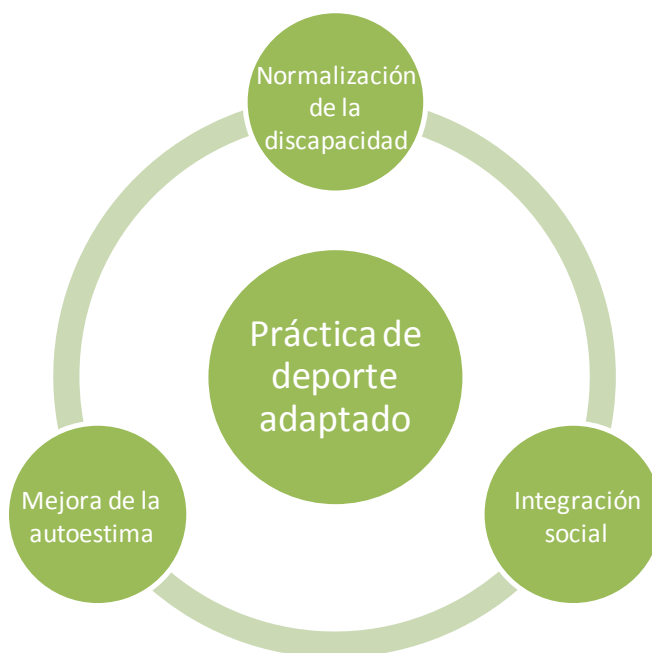 Normalización
de la
discapacidad
Práctica de
deporte
adaptado
Mejora de la
autoestima
Integración
social